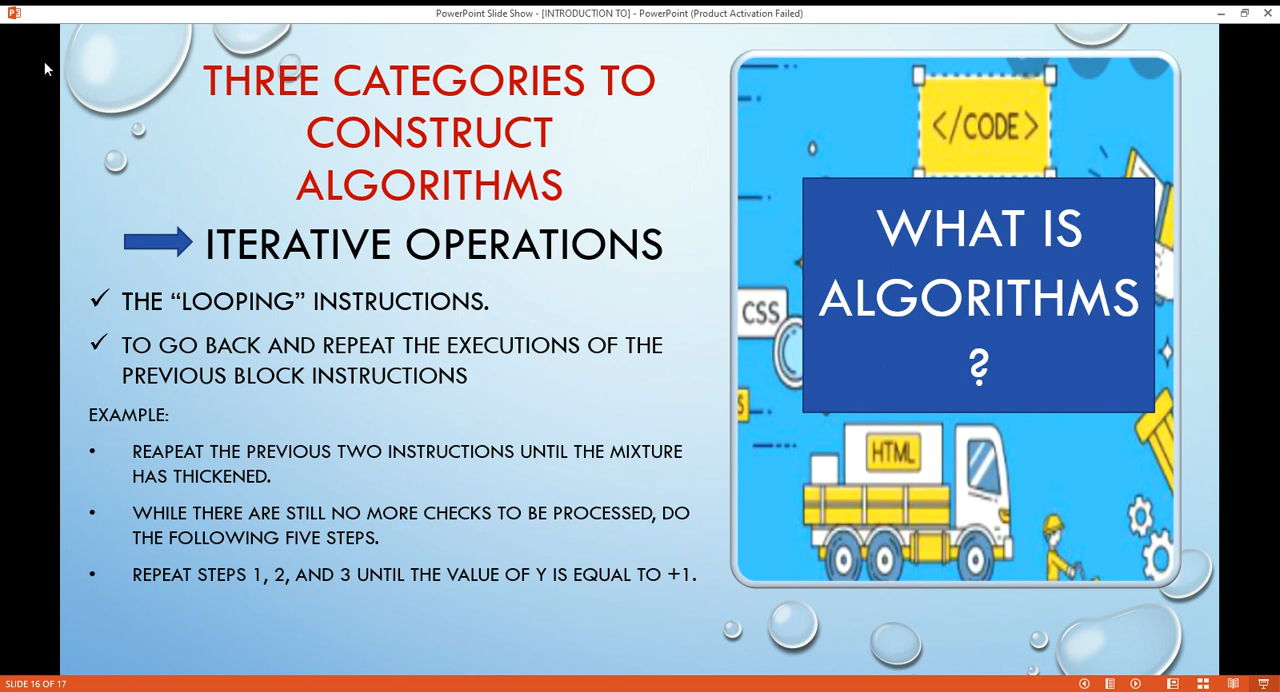 PowerPoint Slide Show - [INTRODUCTION TO] - PowerPoint (Product Activation Failed)
THREE CATEGORIES TO
CONSTRUCT
ALGORITHMS
ITERATIVE OPERATIONS
THE “LOOPING” INSTRUCTIONS.
TO GO BACK AND REPEAT THE EXECUTIONS OF THE
PREVIOUS BLOCK INSTRUCTIONS
EXAMPLE:
• REAPEAT THE PREVIOUS TWO INSTRUCTIONS UNTIL THE MIXTURE
HAS THICKENED.
• WHILE THERE ARE STILL NO MORE CHECKS TO BE PROCESSED, DO
THE FOLLOWING FIVE STEPS.
• REPEAT STEPS 1, 2, AND 3 UNTIL THE VALUE OF Y IS EQUAL TO +1.
</CODE>
WHAT IS
ALGORITHMS
?
CSS
S
HTML
SLIDE 16 OF 17